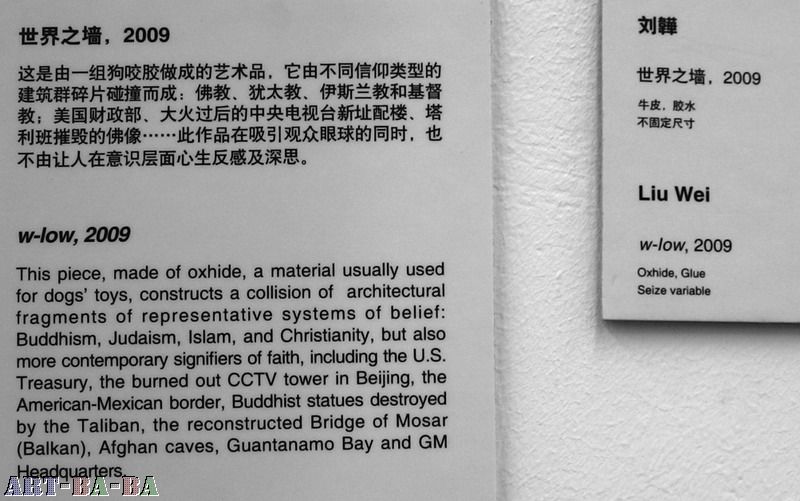 世界之墙，2009
这是由一组狗咬胶做成的艺术品，它由不同信仰类型的
建筑群碎片碰撞而成：佛教、犹太教、伊斯兰教和基督
教；美国财政部、大火过后的中央电视台新址配楼、塔
利班摧毁的佛像……此作品在吸引观众眼球的同时，也
不由让人在意识层面心生反感及深思。
w-low, 2009
This piece, made of oxhide, a material usually used
for dogs' toys, constructs a collision of architectural
fragments of representative systems of belief:
Buddhism, Judaism, Islam, and Christianity, but also
more contemporary signifiers of faith, including the U.S.
Treasury, the burned out CCTV tower in Beijing, the
American-Mexican border, Buddhist statues destroyed
by the Taliban, the reconstructed Bridge of Mosar
(Balkan), Afghan caves, Guantanamo Bay and GM
Headquarters.
ART-BA-BA
刘韡
世界之墙，2009
牛皮，胶水
不固定尺寸
Liu Wei
w-low, 2009
Oxhide, Glue
Seize variable